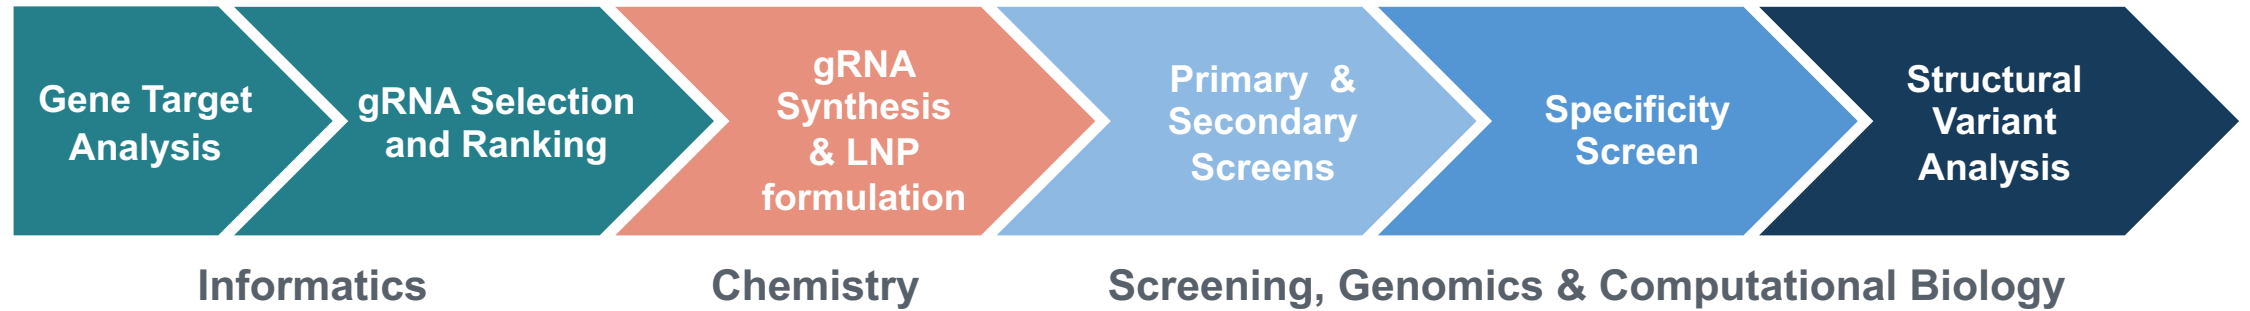 Gene Target
Analysis
gRNA Selection
and Ranking
gRNA
Synthesis
& LNP
formulation
Primary & 
Secondary
Screens
Specificity
Screen
Structural
Variant
Analysis
Informatics
Chemistry
Screening, Genomics & Computational Biology